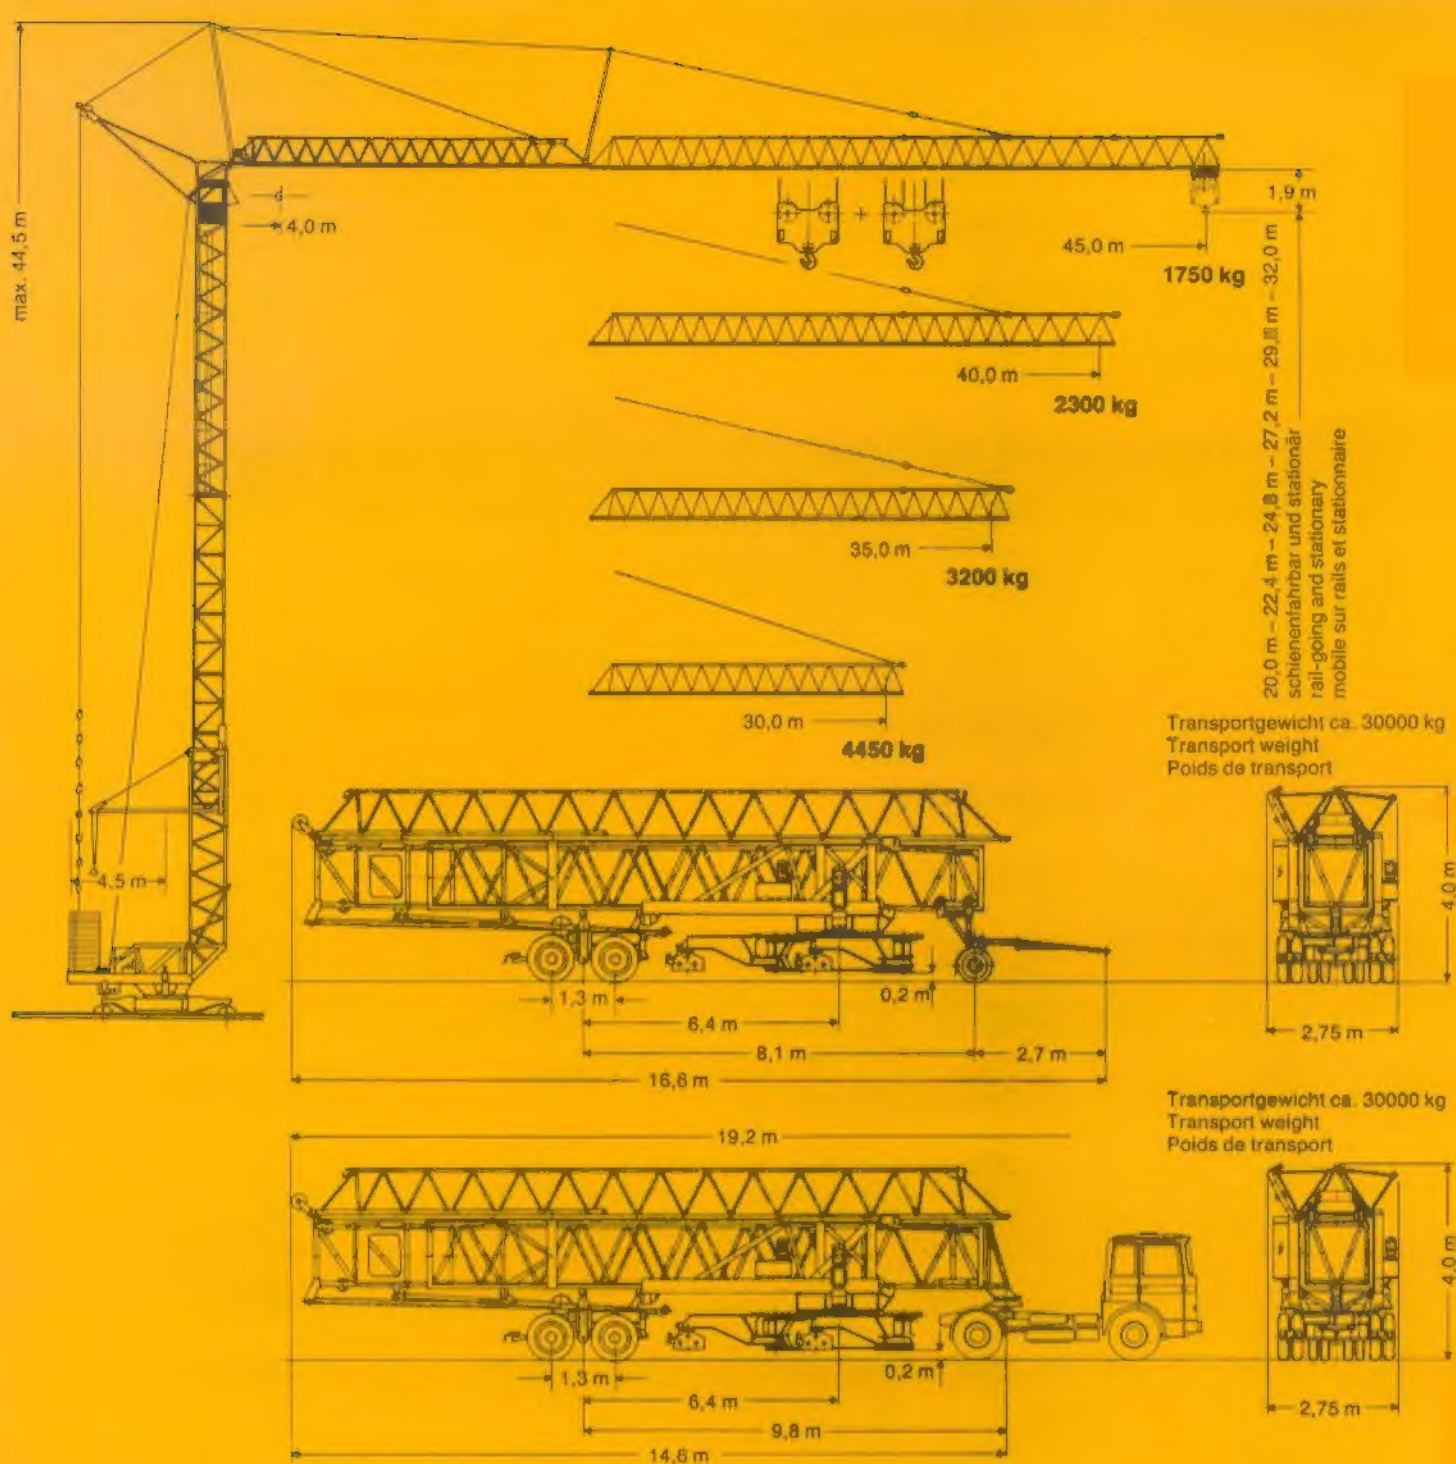 max. 44,5 m
4,0 m
+
1,9 m
45,0 m
1750 kg
40,0 m
2300 kg
35,0 m
3200 kg
30,0 m
4450 kg
20,0 m – 22,4 m – 24,8 m – 27,2 m – 29,6 m – 32,0 m
schienenfahrbar und stationär
rail-going and stationary
mobile sur rails et stationnaire
4,5 m
Transportgewicht ca. 30000 kg
Transport weight
Poids de transport
4,0 m
1,3 m
0,2 m
6,4 m
8,1 m
2,7 m
16,6 m
2,75 m
Transportgewicht ca. 30000 kg
Transport weight
Poids de transport
19,2 m
4,0 m
1,3 m
0,2 m
6,4 m
9,8 m
14,6 m
2,75 m